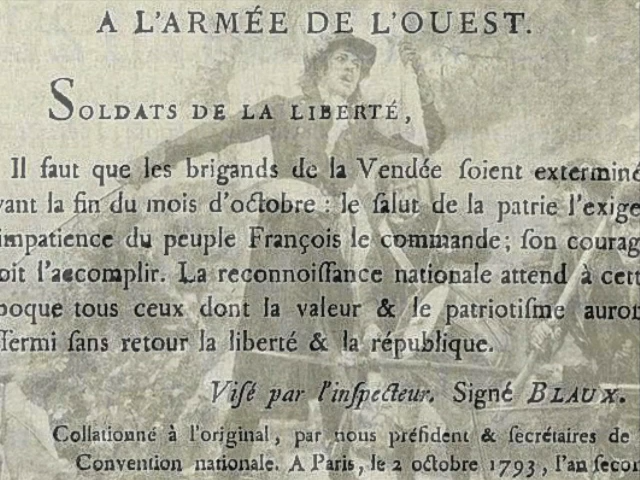 A L'ARMÉE DE L'OUEST.
SOLDATS DE LA LIBERTÉ,
Il faut que les brigands de la Vendée ſoient exterminé
vant la fin du mois d'octobre : le ſalut de la patrie l'exige
impatience du peuple François le commande ; ſon courag
oit l'accomplir. La reconnoiſſance nationale attend à cett
poque tous ceux dont la valeur & le patriotiſme auron
ffermi ſans retour la liberté & la république.
Viſé par l'inſpecteur. Signé BLAUX.
Collationné à l'original, par nous préſident & ſecrétaires de
Convention nationale. A Paris, le 2 octobre 1793, l'an ſecon